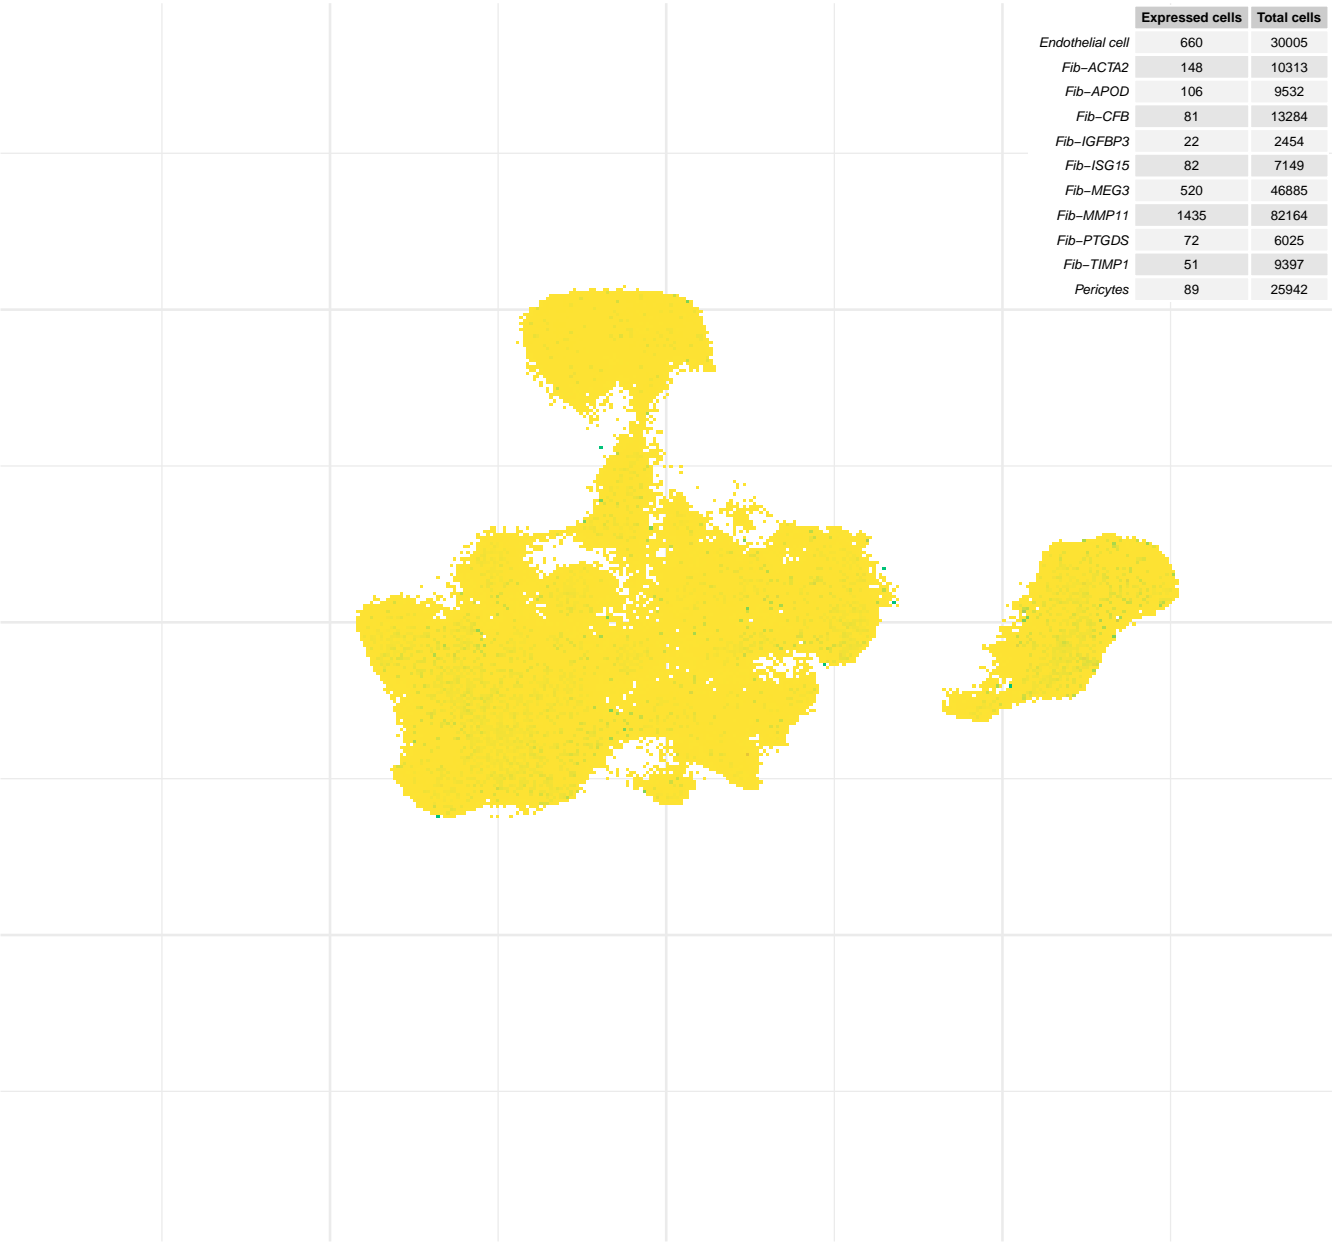 Expressed cells Total cells
Endothelial cell 660 30005
Fib−ACTA2 148 10313
Fib−APOD 106 9532
Fib−CFB 81 13284
Fib−IGFBP3 22 2454
Fib−ISG15 82 7149
Fib−MEG3 520 46885
Fib−MMP11 1435 82164
Fib−PTGDS 72 6025
Fib−TIMP1 51 9397
Pericytes 89 25942